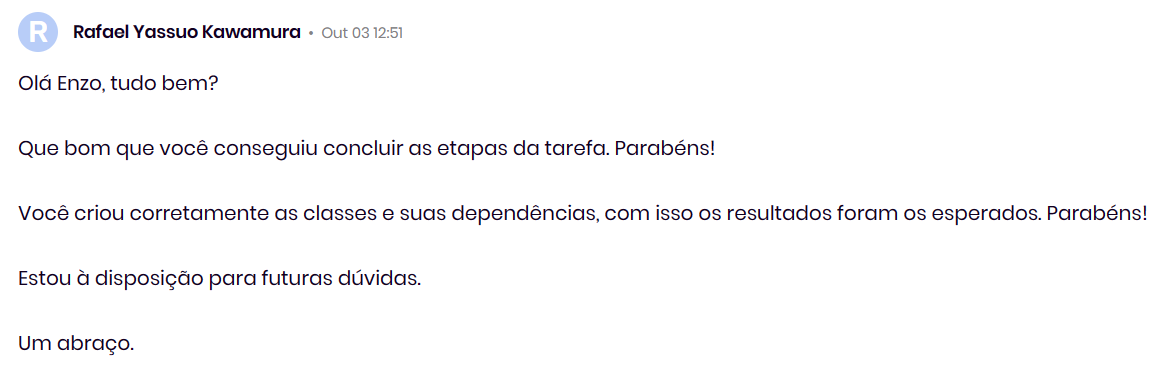 R
Rafael Yassuo Kawamura • Out 03 12:51
Olá Enzo, tudo bem?
Que bom que você conseguiu concluir as etapas da tarefa. Parabéns!
Você criou corretamente as classes e suas dependências, com isso os resultados foram os esperados. Parabéns!
Estou à disposição para futuras dúvidas.
Um abraço.